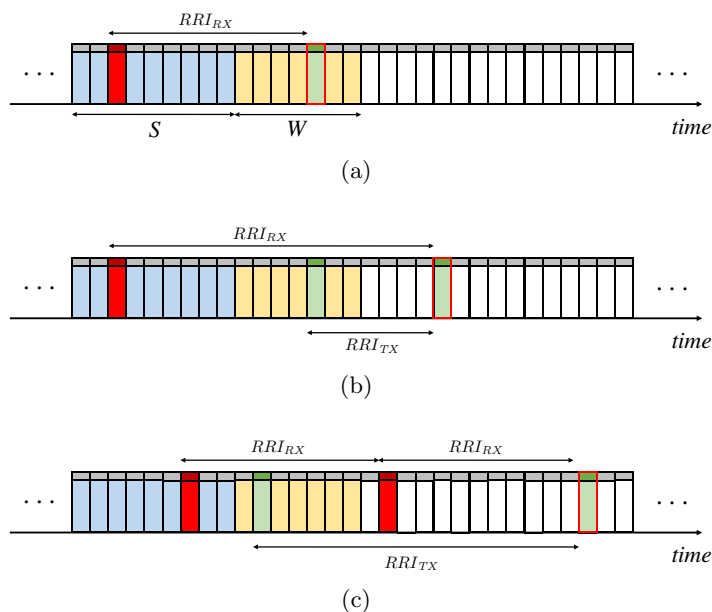 RRI_RX
· · ·
· · ·
S
W
time
(a)
RRI_RX
· · ·
· · ·
RRI_TX
time
(b)
RRI_RX
RRI_RX
· · ·
· · ·
RRI_TX
time
(c)